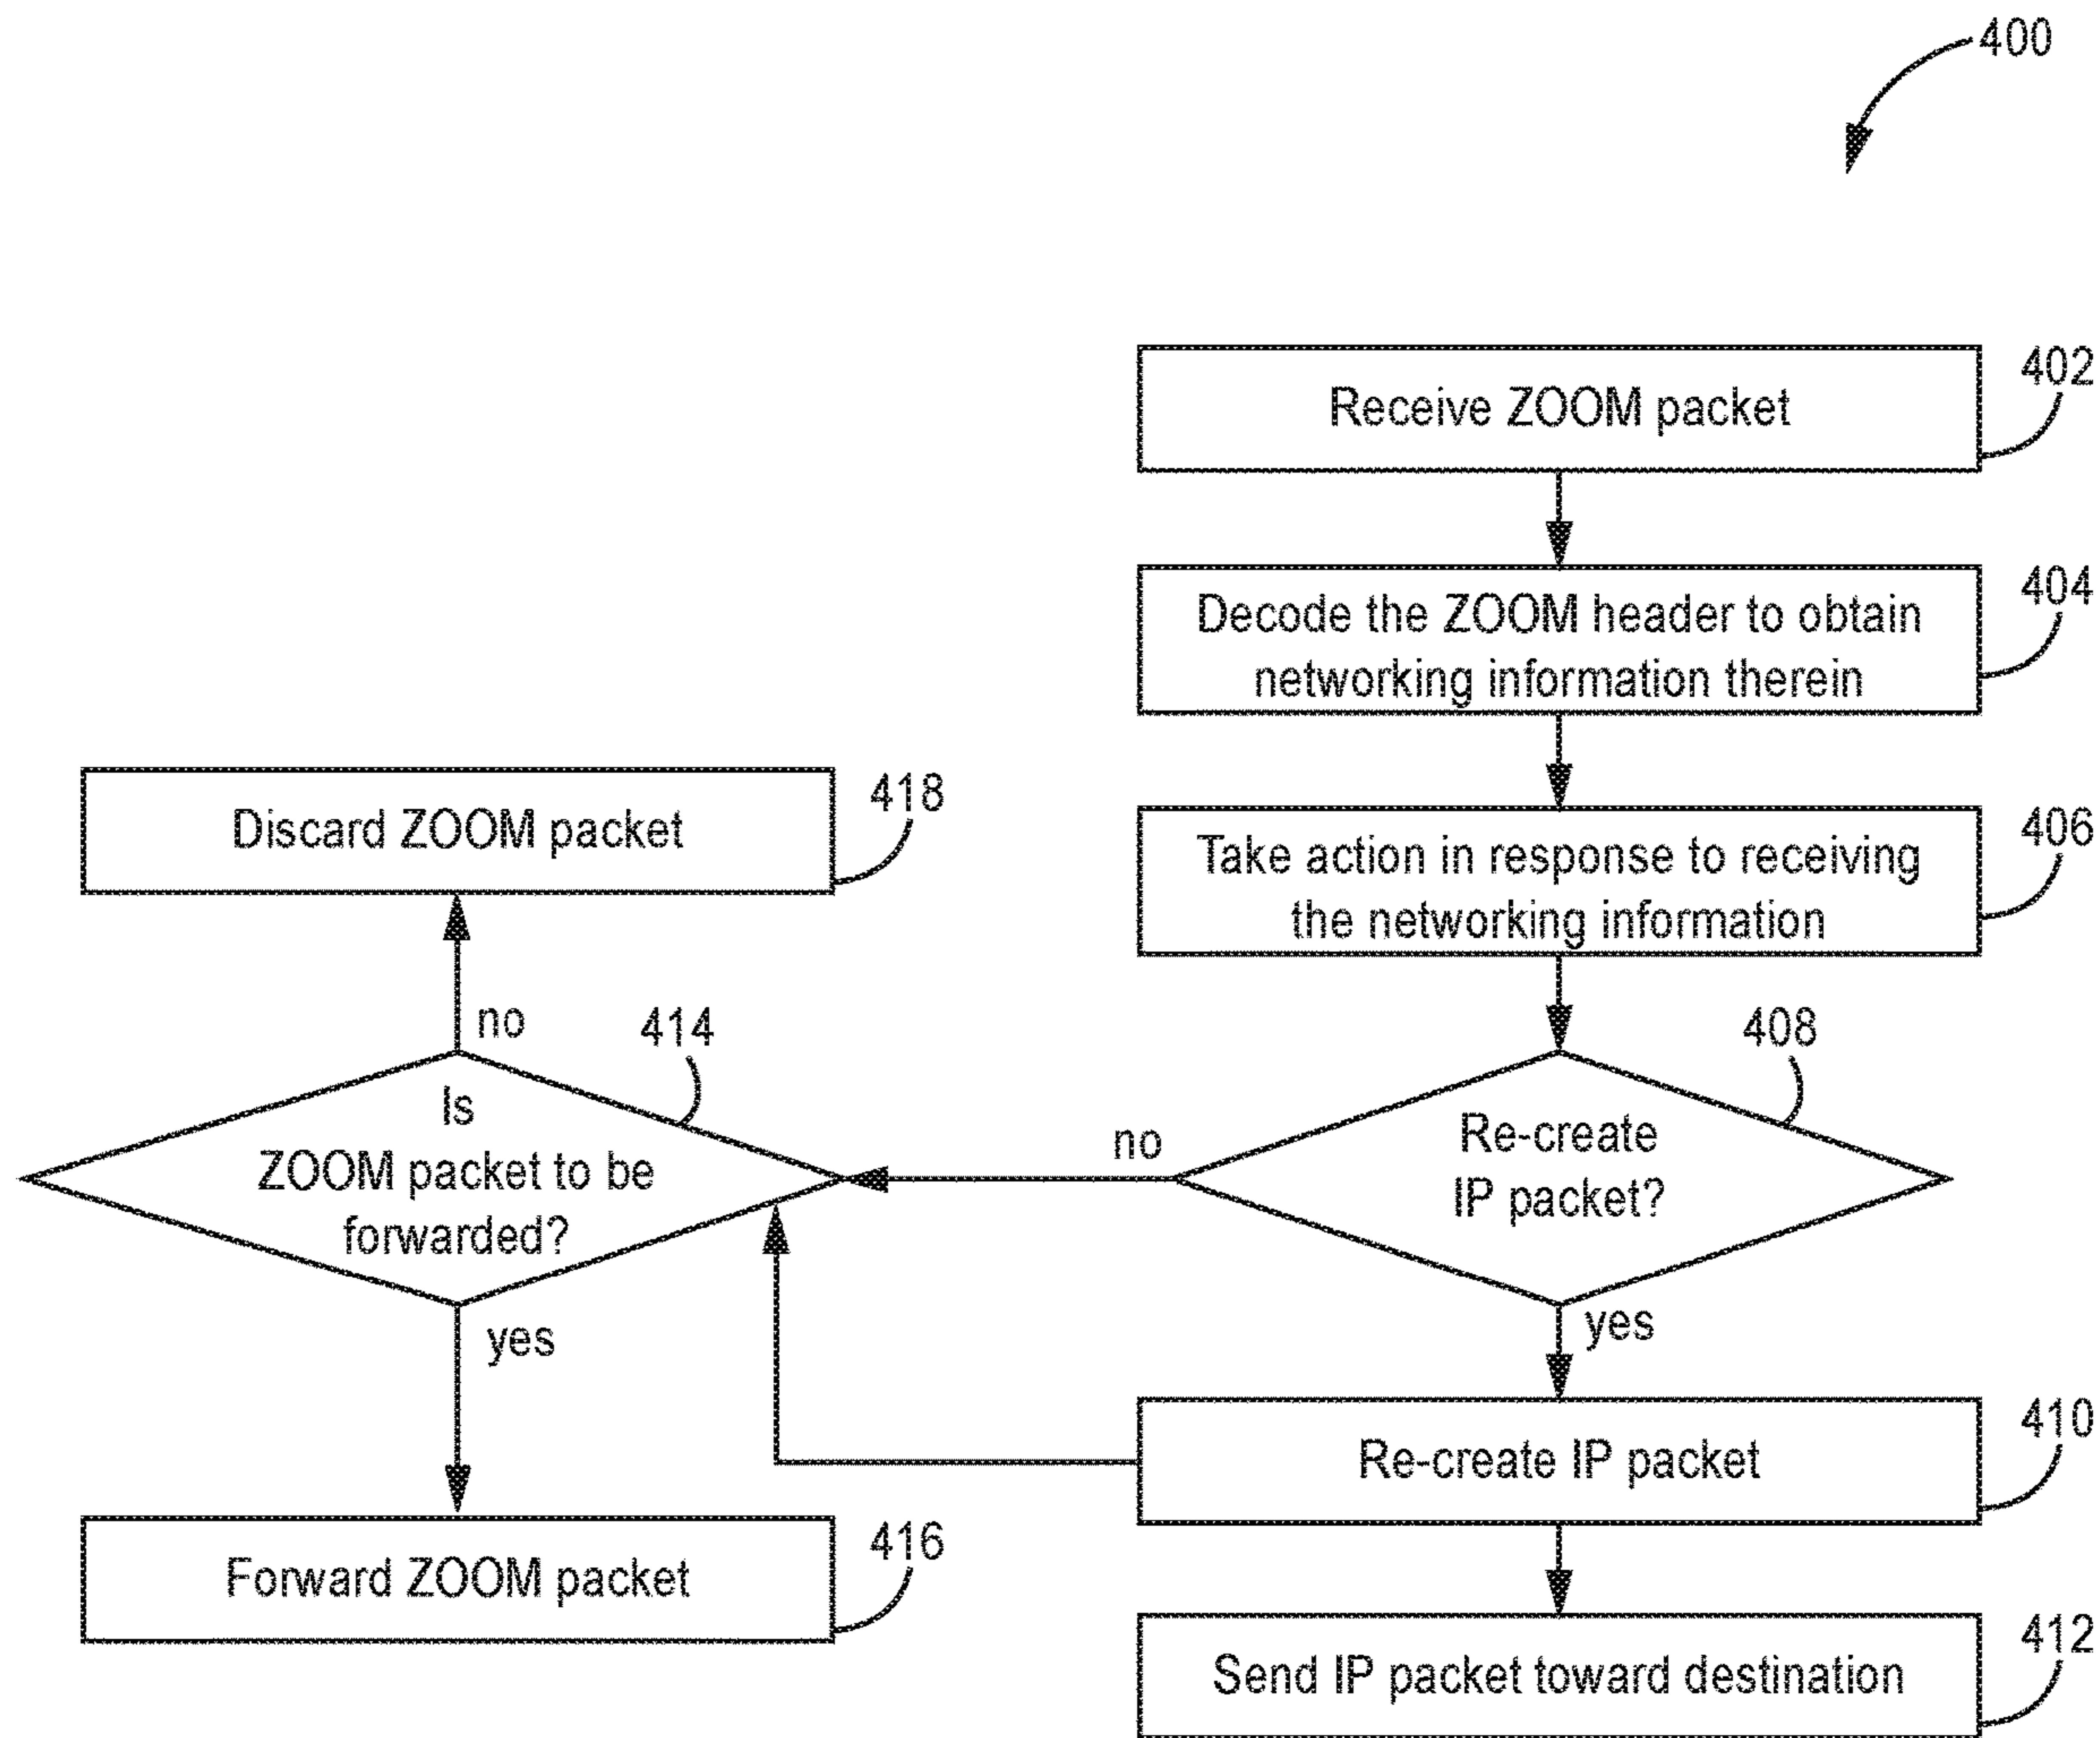 400
Receive ZOOM packet
402
Decode the ZOOM header to obtain
networking information therein
404
Take action in response to receiving
the networking information
406
Re-create
IP packet?
408
no
yes
Re-create IP packet
410
Send IP packet toward destination
412
Is
ZOOM packet to be
forwarded?
414
no
Discard ZOOM packet
418
yes
Forward ZOOM packet
416